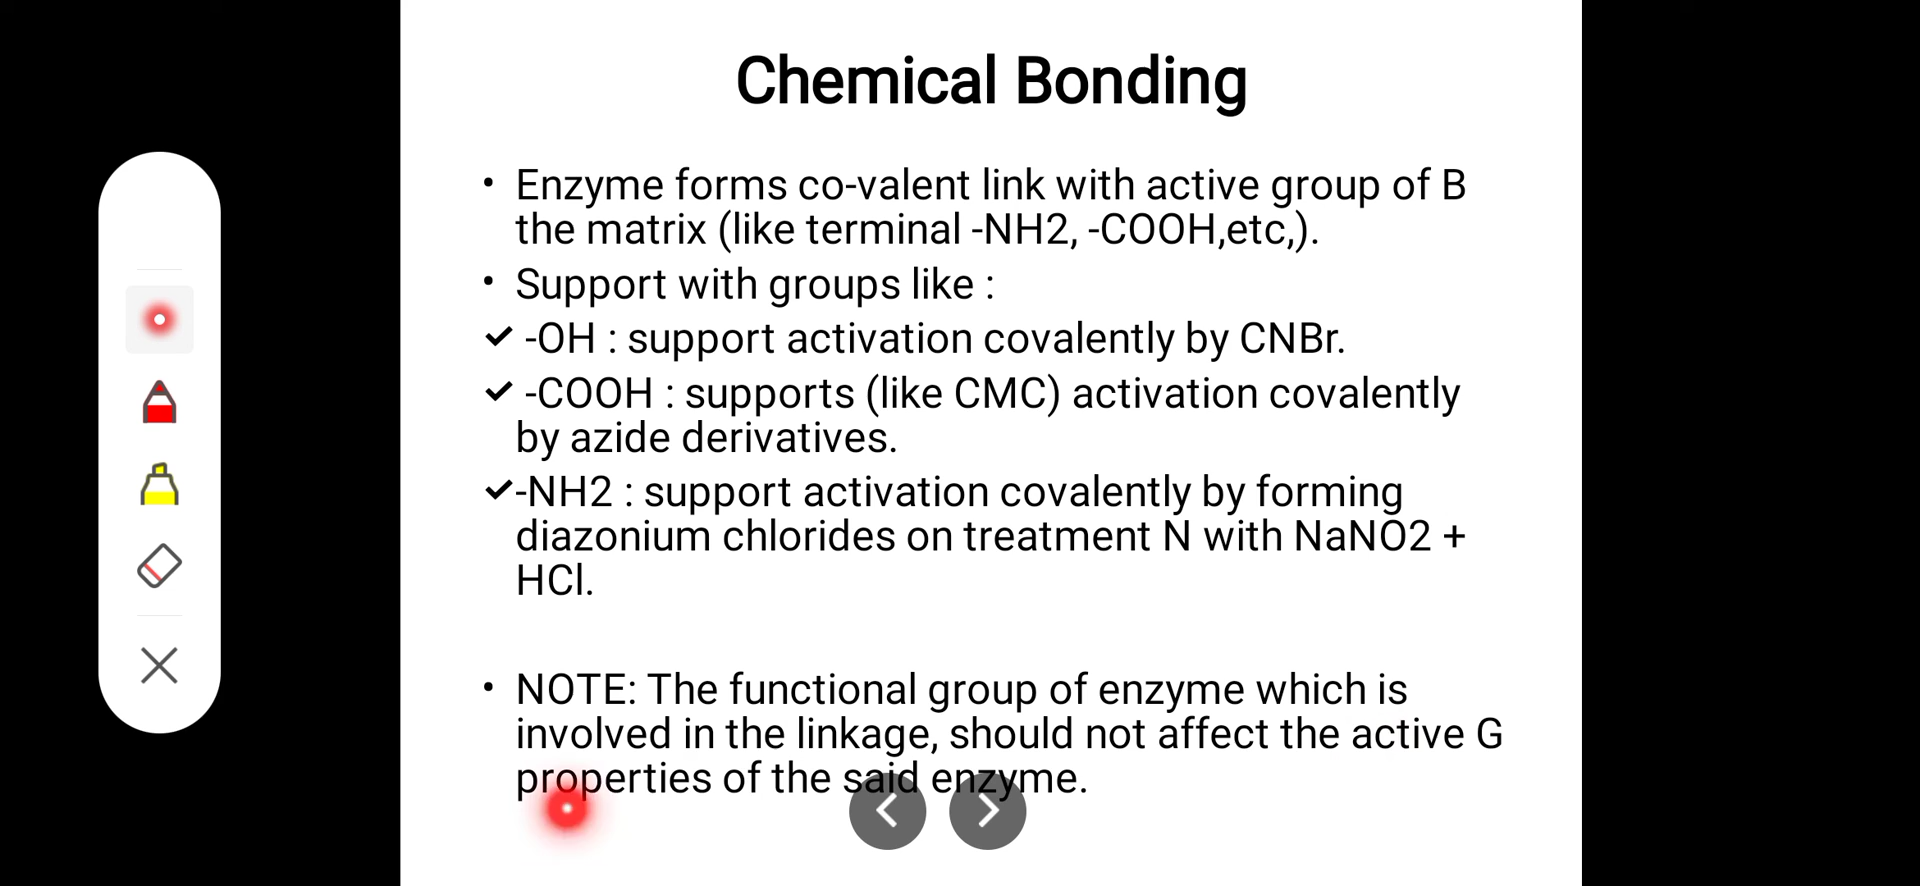 Chemical Bonding
• Enzyme forms co-valent link with active group of B
the matrix (like terminal -NH2, -COOH,etc,).
• Support with groups like :
✓ -OH : support activation covalently by CNBr.
✓ -COOH : supports (like CMC) activation covalently
by azide derivatives.
✓-NH2 : support activation covalently by forming
diazonium chlorides on treatment N with NaNO2 +
HCl.
• NOTE: The functional group of enzyme which is
involved in the linkage, should not affect the active G
properties of the said enzyme.